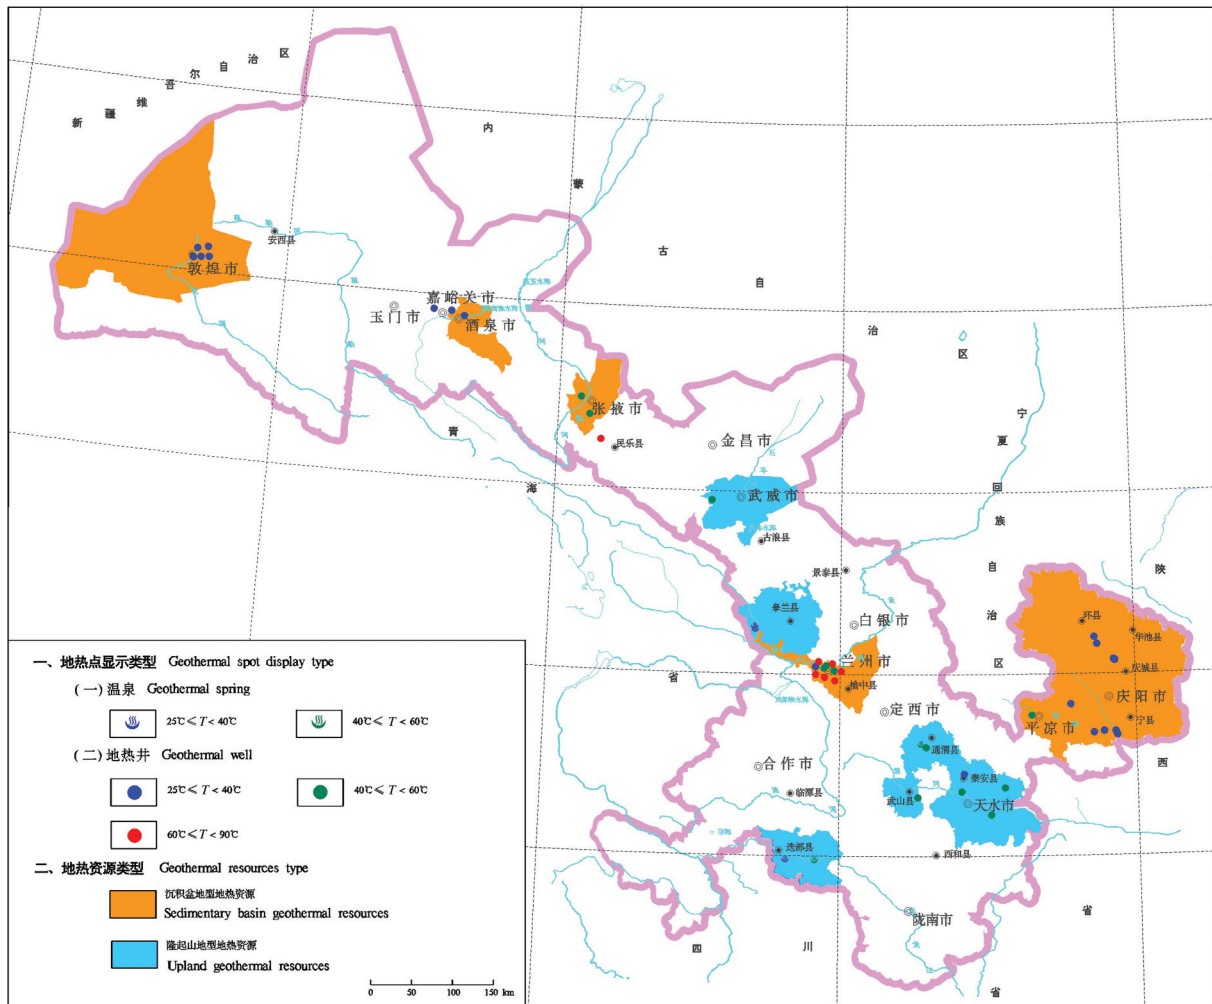 新疆维吾尔自治区
内蒙古自治区
安西县
敦煌市
嘉峪关市
玉门市
酒泉市
张掖市
民乐县
金昌市
青海省
武威市
古浪县
宁夏回族自治区
景泰县
白银市
陕西省
环县
华池县
兰州市
榆中县
庆城县
庆阳市
定西市
平凉市
宁县
通渭县
合作市
秦安县
临潭县
武山县
天水市
迭部县
西和县
陇南市
四川省
一、地热点显示类型 Geothermal spot display type
(一)温泉 Geothermal spring
25℃≤T<40℃
40℃≤T<60℃
(二)地热井 Geothermal well
25℃≤T<40℃
40℃≤T<60℃
60℃≤T<90℃
二、地热资源类型 Geothermal resources type
沉积盆地型地热资源
Sedimentary basin geothermal resources
隆起山地型地热资源
Upland geothermal resources
0 50 100 150 km